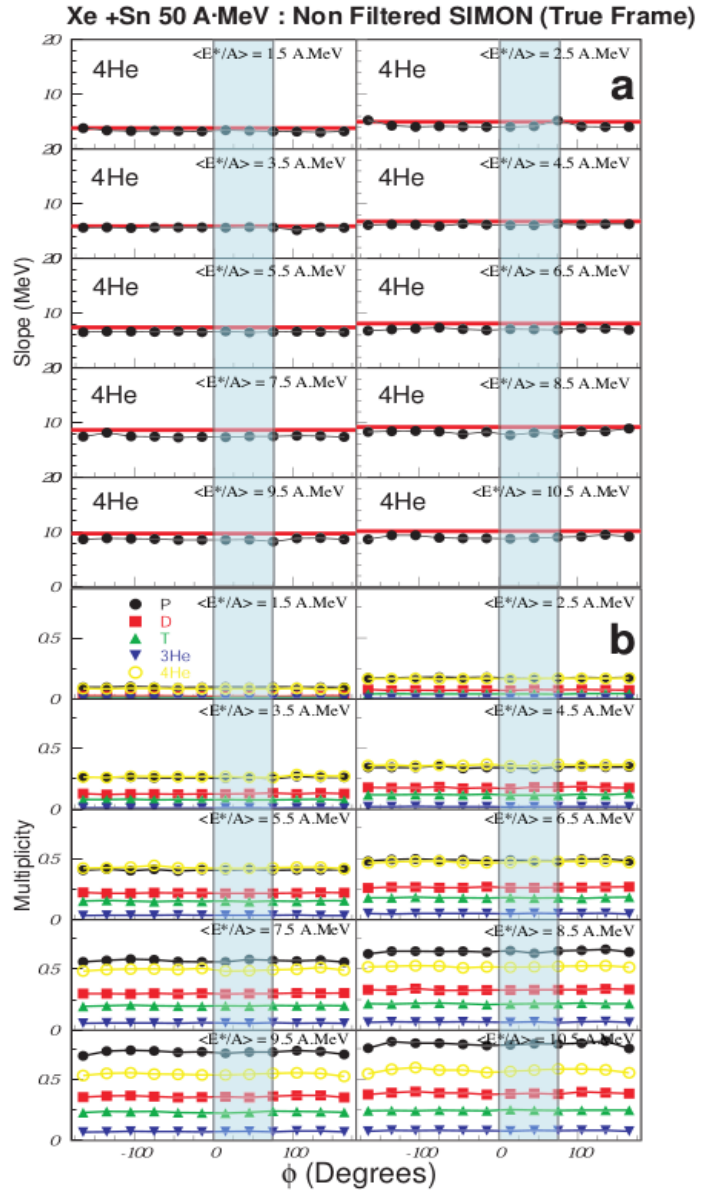 Xe +Sn 50 A·MeV : Non Filtered SIMON (True Frame)
20
4He
<E*/A> = 1.5 A.MeV
4He
<E*/A> = 2.5 A.MeV
a
10
20
4He
<E*/A> = 3.5 A.MeV
4He
<E*/A> = 4.5 A.MeV
10
20
4He
<E*/A> = 5.5 A.MeV
4He
<E*/A> = 6.5 A.MeV
10
Slope (MeV)
20
4He
<E*/A> = 7.5 A.MeV
4He
<E*/A> = 8.5 A.MeV
10
20
4He
<E*/A> = 9.5 A.MeV
4He
<E*/A> = 10.5 A.MeV
10
0
P
D
T
3He
4He
<E*/A> = 1.5 A.MeV
<E*/A> = 2.5 A.MeV
b
0.5
0
<E*/A> = 3.5 A.MeV
<E*/A> = 4.5 A.MeV
0.5
0
<E*/A> = 5.5 A.MeV
<E*/A> = 6.5 A.MeV
0.5
Multiplicity
0
<E*/A> = 7.5 A.MeV
<E*/A> = 8.5 A.MeV
0.5
0
<E*/A> = 9.5 A.MeV
<E*/A> = 10.5 A.MeV
0.5
0
-100 0 100 -100 0 100
ϕ (Degrees)